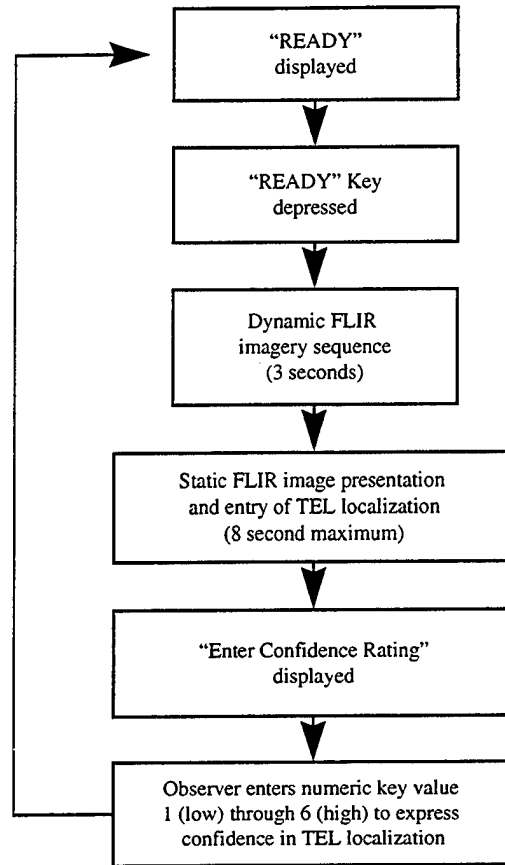 “READY”
displayed
“READY” Key
depressed
Dynamic FLIR
imagery sequence
(3 seconds)
Static FLIR image presentation
and entry of TEL localization
(8 second maximum)
“Enter Confidence Rating”
displayed
Observer enters numeric key value
1 (low) through 6 (high) to express
confidence in TEL localization